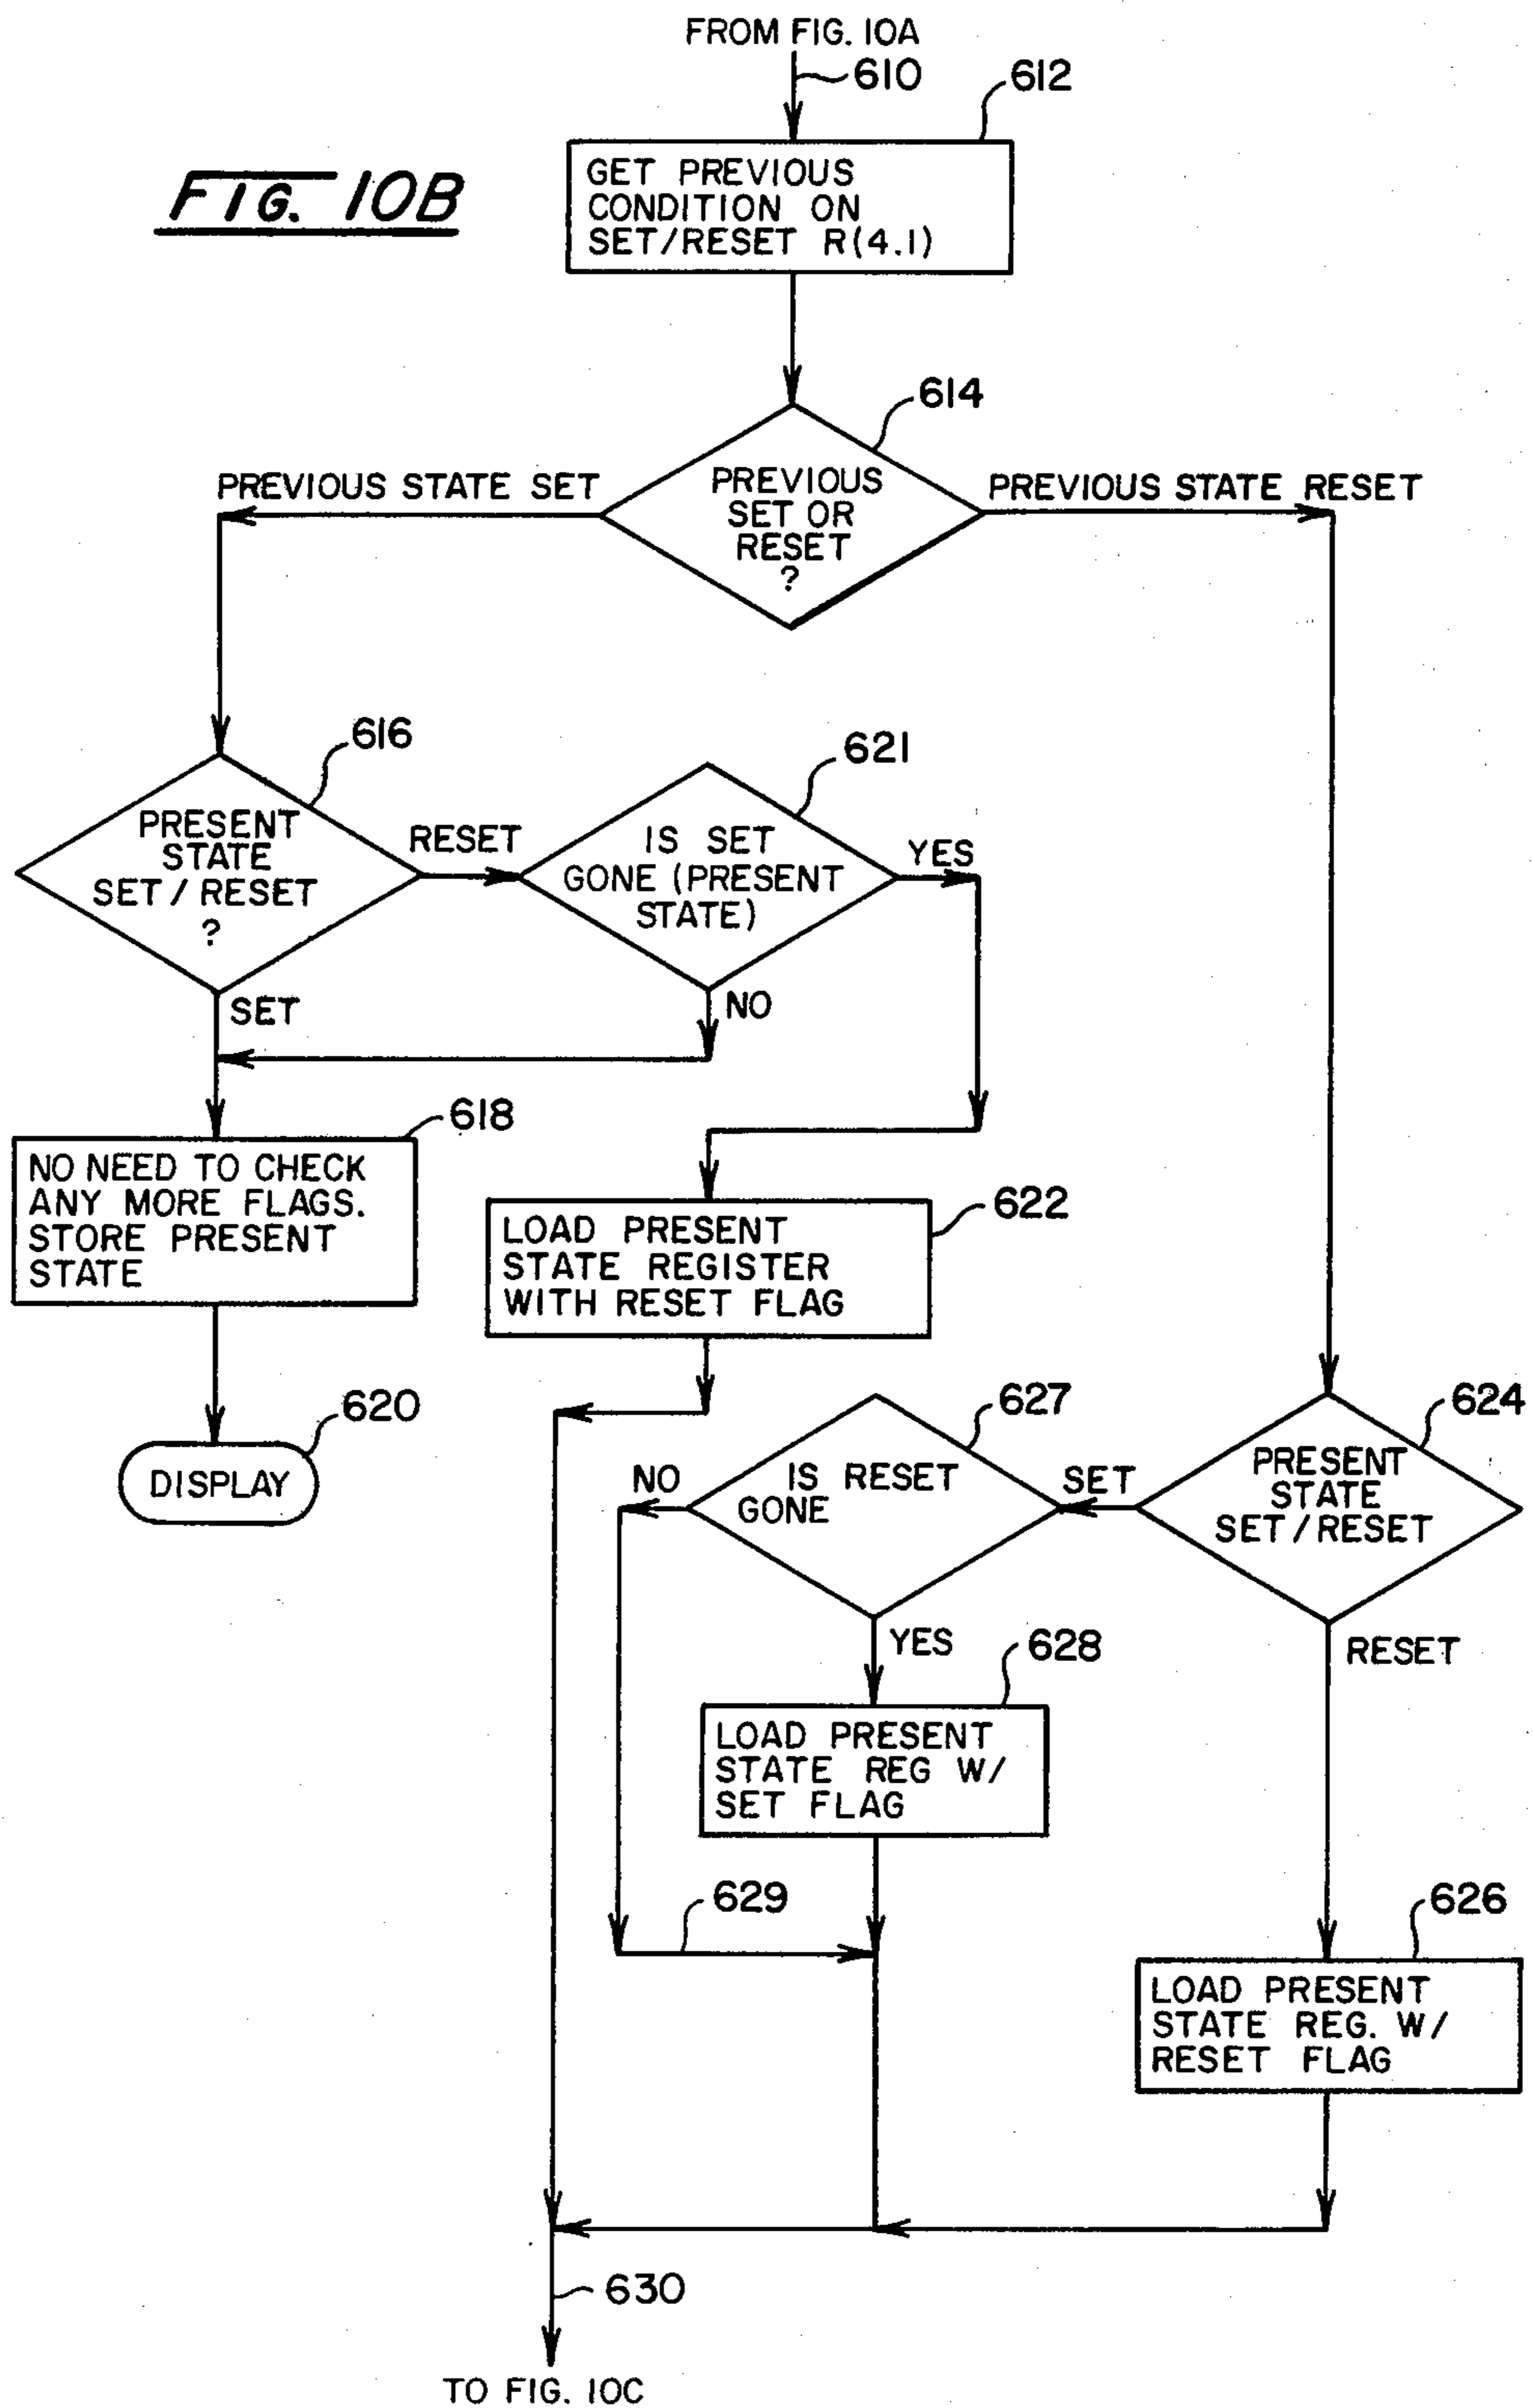 FROM FIG. 10A
610
612
FIG. 10B
GET PREVIOUS
CONDITION ON
SET/RESET R(4.1)
614
PREVIOUS STATE SET
PREVIOUS
SET OR
RESET
?
PREVIOUS STATE RESET
616
PRESENT
STATE
SET / RESET
?
RESET
621
IS SET
GONE (PRESENT
STATE)
YES
SET
NO
618
NO NEED TO CHECK
ANY MORE FLAGS.
STORE PRESENT
STATE
622
LOAD PRESENT
STATE REGISTER
WITH RESET FLAG
620
DISPLAY
627
NO
IS RESET
GONE
SET
624
PRESENT
STATE
SET / RESET
YES
RESET
628
LOAD PRESENT
STATE REG W/
SET FLAG
629
626
LOAD PRESENT
STATE REG. W/
RESET FLAG
630
TO FIG. 10C